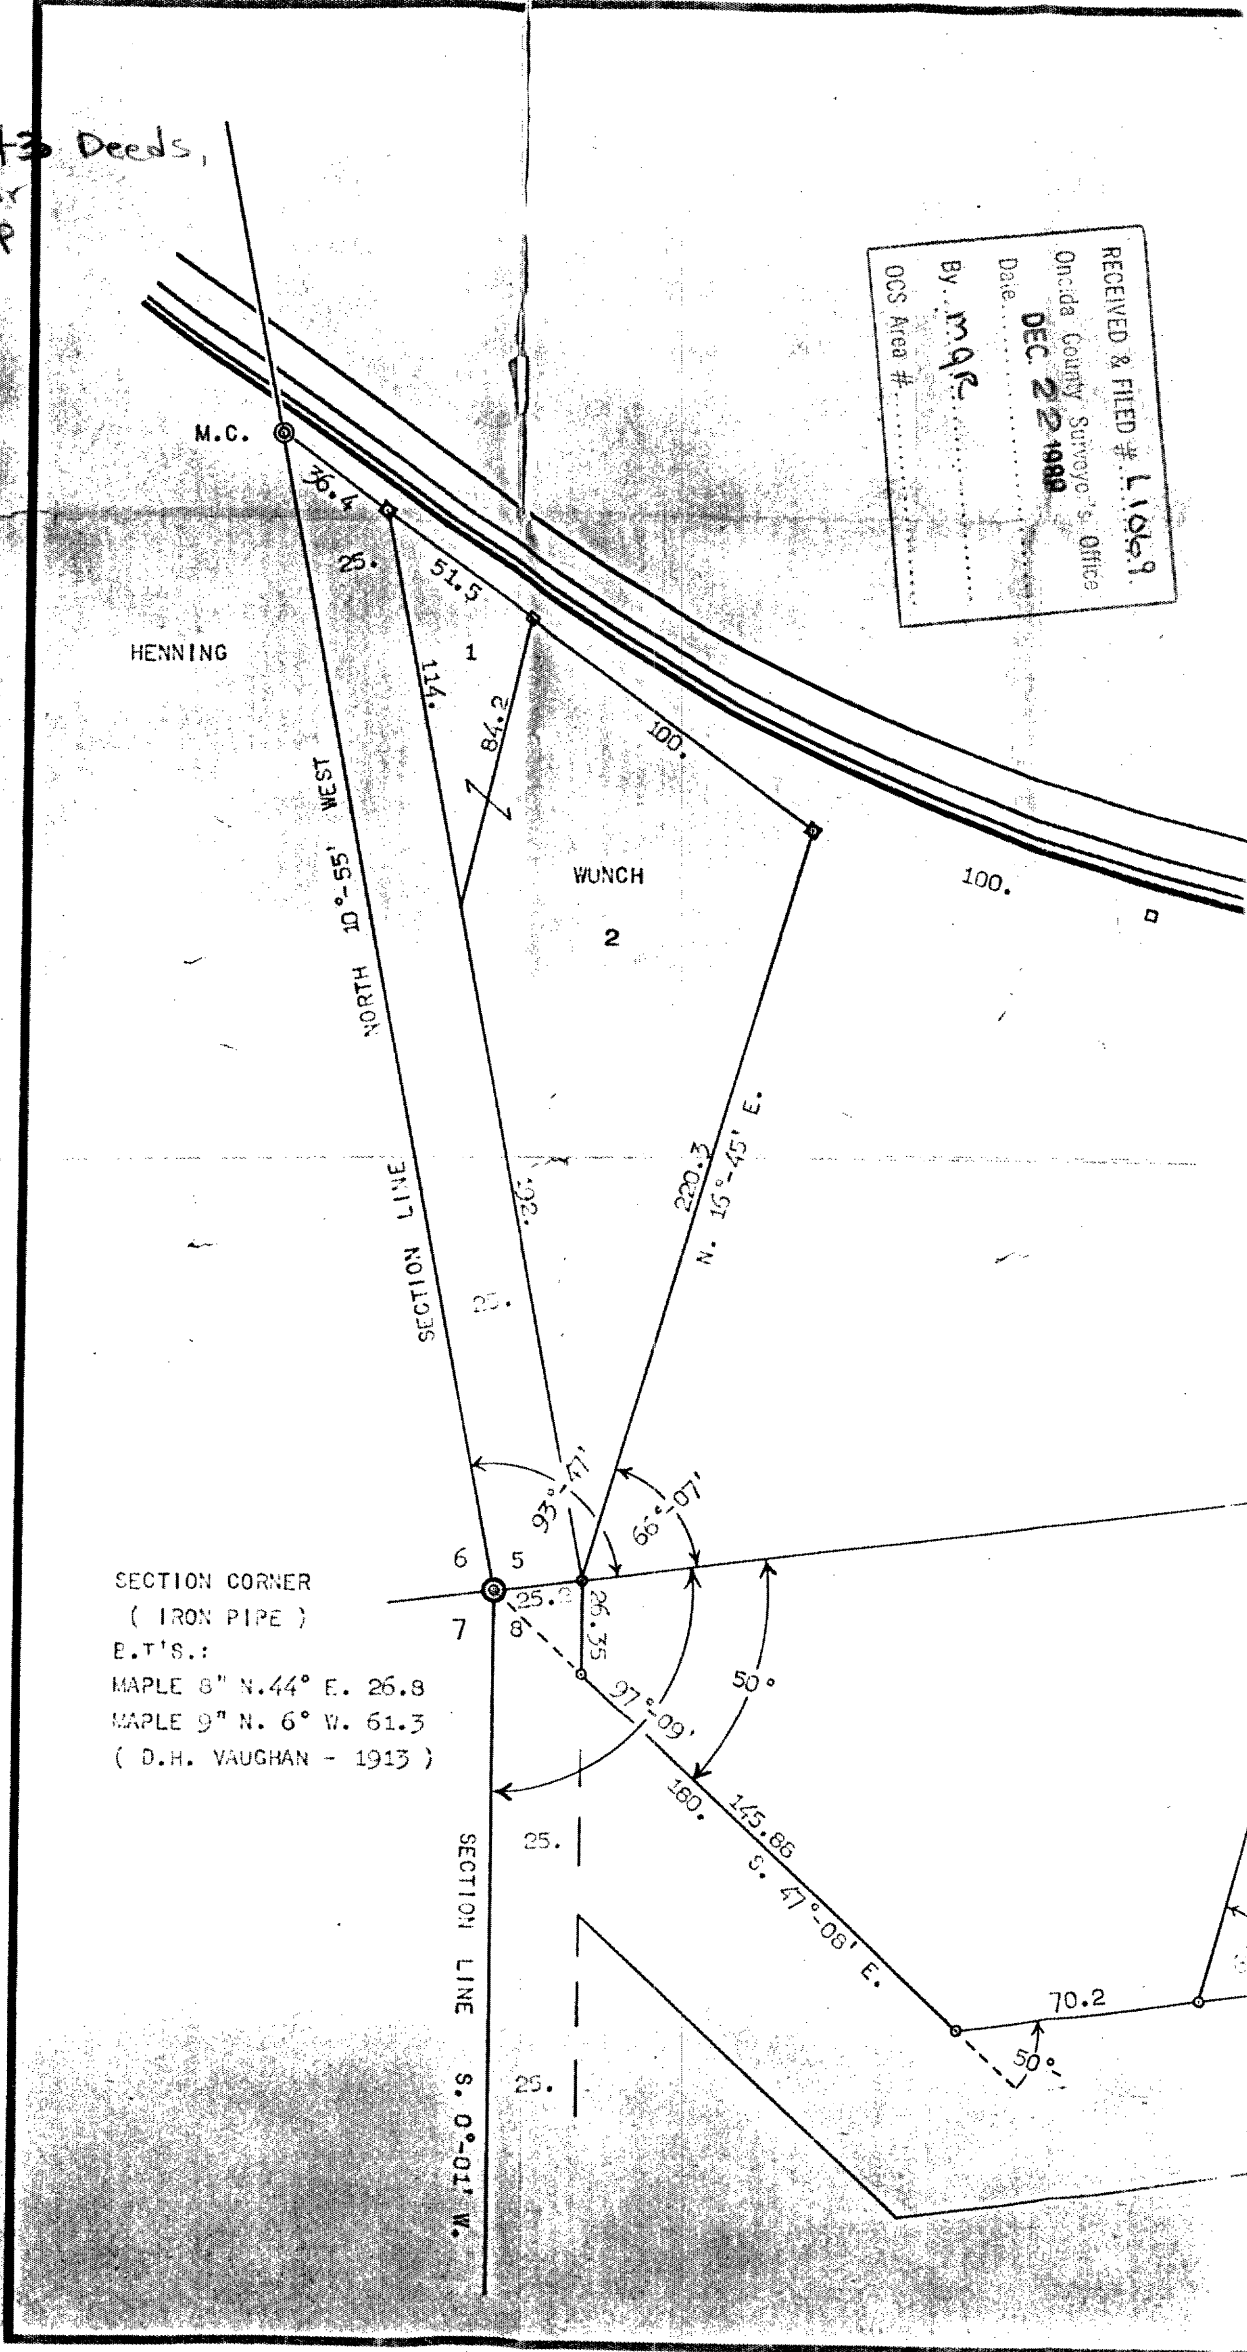 Deeds,
RECEIVED & FILED # L1069
Oneida County Surveyor's Office
Date DEC 22 1989
By MQR
OCS Area #
M.C.
36.4
25.
51.5
HENNING
1
114.
84.2
100.
WUNCH
2
100.
NORTH 10°-55' WEST
SECTION LINE
220.3
N. 16°-45' E.
25.
93°-47'
66°-07'
6 5
7 8
25.2
26.35
SECTION CORNER
( IRON PIPE )
B.T'S.:
MAPLE 8" N.44° E. 26.8
MAPLE 9" N. 6° W. 61.3
( D.H. VAUGHAN - 1913 )
97°-09'
50°
180.
145.86
S. 47°-08' E.
25.
SECTION LINE S. 0°-01' W.
25.
70.2
50°